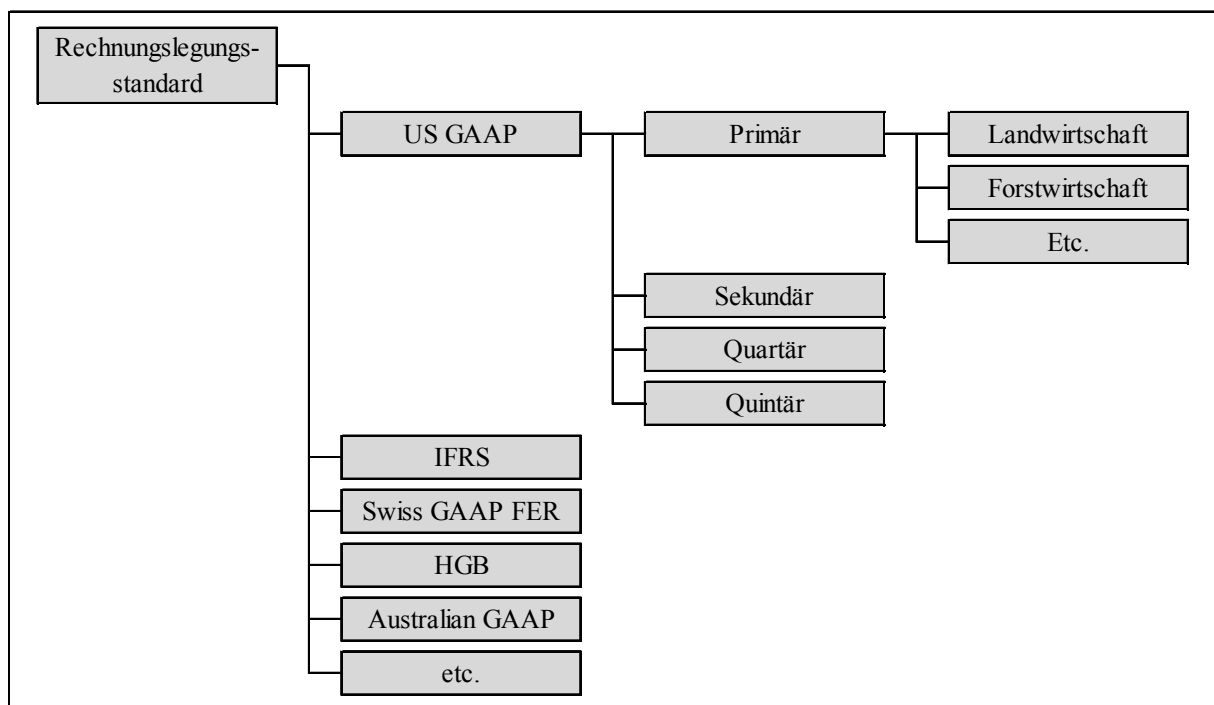 Rechnungslegungs-
standard
US GAAP
Primär
Landwirtschaft
Forstwirtschaft
Etc.
Sekundär
Quartär
Quintär
IFRS
Swiss GAAP FER
HGB
Australian GAAP
etc.